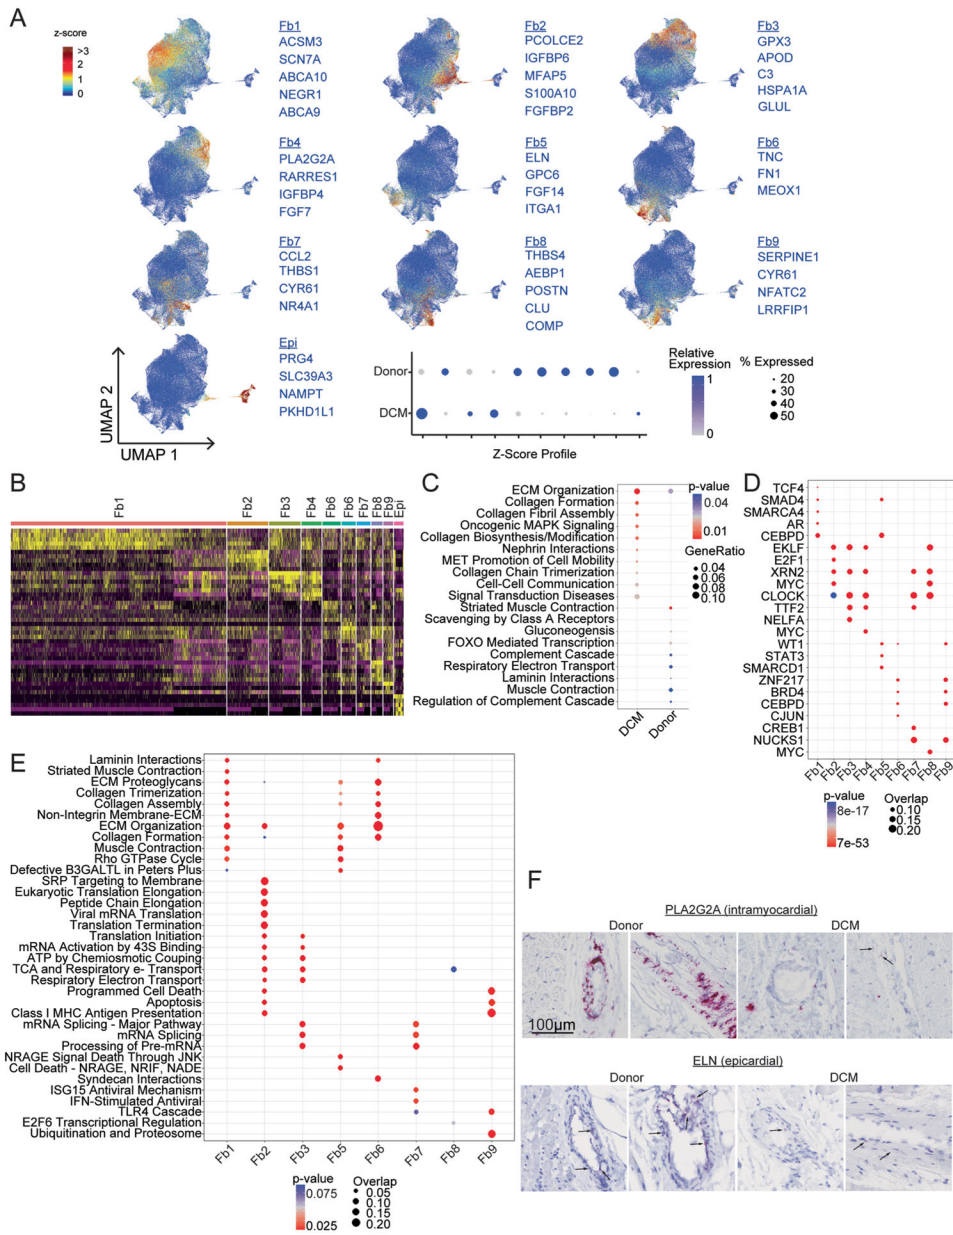 A
z-score
>3
2
1
0
Fb1
ACSM3
SCN7A
ABCA10
NEGR1
ABCA9
Fb2
PCOLCE2
IGFBP6
MFAP5
S100A10
FGFBP2
Fb3
GPX3
APOD
C3
HSPA1A
GLUL
Fb4
PLA2G2A
RARRES1
IGFBP4
FGF7
Fb5
ELN
GPC6
FGF14
ITGA1
Fb6
TNC
FN1
MEOX1
Fb7
CCL2
THBS1
CYR61
NR4A1
Fb8
THBS4
AEBP1
POSTN
CLU
COMP
Fb9
SERPINE1
CYR61
NFATC2
LRRFIP1
Epi
PRG4
SLC39A3
NAMPT
PKHD1L1
UMAP 2
UMAP 1
Donor
DCM
Z-Score Profile
Relative
Expression
1
0
% Expressed
20
30
40
50
B
Fb1
Fb2
Fb3
Fb4
Fb6
Fb6
Fb7
Fb8
Fb9
Epi
C
ECM Organization
Collagen Formation
Collagen Fibril Assembly
Oncogenic MAPK Signaling
Collagen Biosynthesis/Modification
Nephrin Interactions
MET Promotion of Cell Mobility
Collagen Chain Trimerization
Cell-Cell Communication
Signal Transduction Diseases
Striated Muscle Contraction
Scavenging by Class A Receptors
Gluconeogensis
FOXO Mediated Transcription
Complement Cascade
Respiratory Electron Transport
Laminin Interactions
Muscle Contraction
Regulation of Complement Cascade
DCM
Donor
p-value
0.04
0.01
GeneRatio
0.04
0.06
0.08
0.10
D
TCF4
SMAD4
SMARCA4
AR
CEBPD
EKLF
E2F1
XRN2
MYC
CLOCK
TTF2
NELFA
MYC
WT1
STAT3
SMARCD1
ZNF217
BRD4
CEBPD
CJUN
CREB1
NUCKS1
MYC
Fb1
Fb2
Fb3
Fb4
Fb5
Fb6
Fb7
Fb8
Fb9
p-value
8e-17
7e-53
Overlap
0.10
0.15
0.20
E
Laminin Interactions
Striated Muscle Contraction
ECM Proteoglycans
Collagen Trimerization
Collagen Assembly
Non-Integrin Membrane-ECM
ECM Organization
Collagen Formation
Muscle Contraction
Rho GTPase Cycle
Defective B3GALTL in Peters Plus
SRP Targeting to Membrane
Eukaryotic Translation Elongation
Peptide Chain Elongation
Viral mRNA Translation
Translation Termination
Translation Initiation
mRNA Activation by 43S Binding
ATP by Chemiosmotic Couping
TCA and Respiratory e- Transport
Respiratory Electron Transport
Programmed Cell Death
Apoptosis
Class I MHC Antigen Presentation
mRNA Splicing - Major Pathway
mRNA Splicing
Processing of Pre-mRNA
NRAGE Signal Death Through JNK
Cell Death - NRAGE, NRIF, NADE
Syndecan Interactions
ISG15 Antiviral Mechanism
IFN-Stimulated Antiviral
TLR4 Cascade
E2F6 Transcriptional Regulation
Ubiquitination and Proteosome
Fb1
Fb2
Fb3
Fb5
Fb6
Fb7
Fb8
Fb9
p-value
0.075
0.025
Overlap
0.05
0.10
0.15
0.20
F
PLA2G2A (intramyocardial)
Donor
DCM
100µm
ELN (epicardial)
Donor
DCM